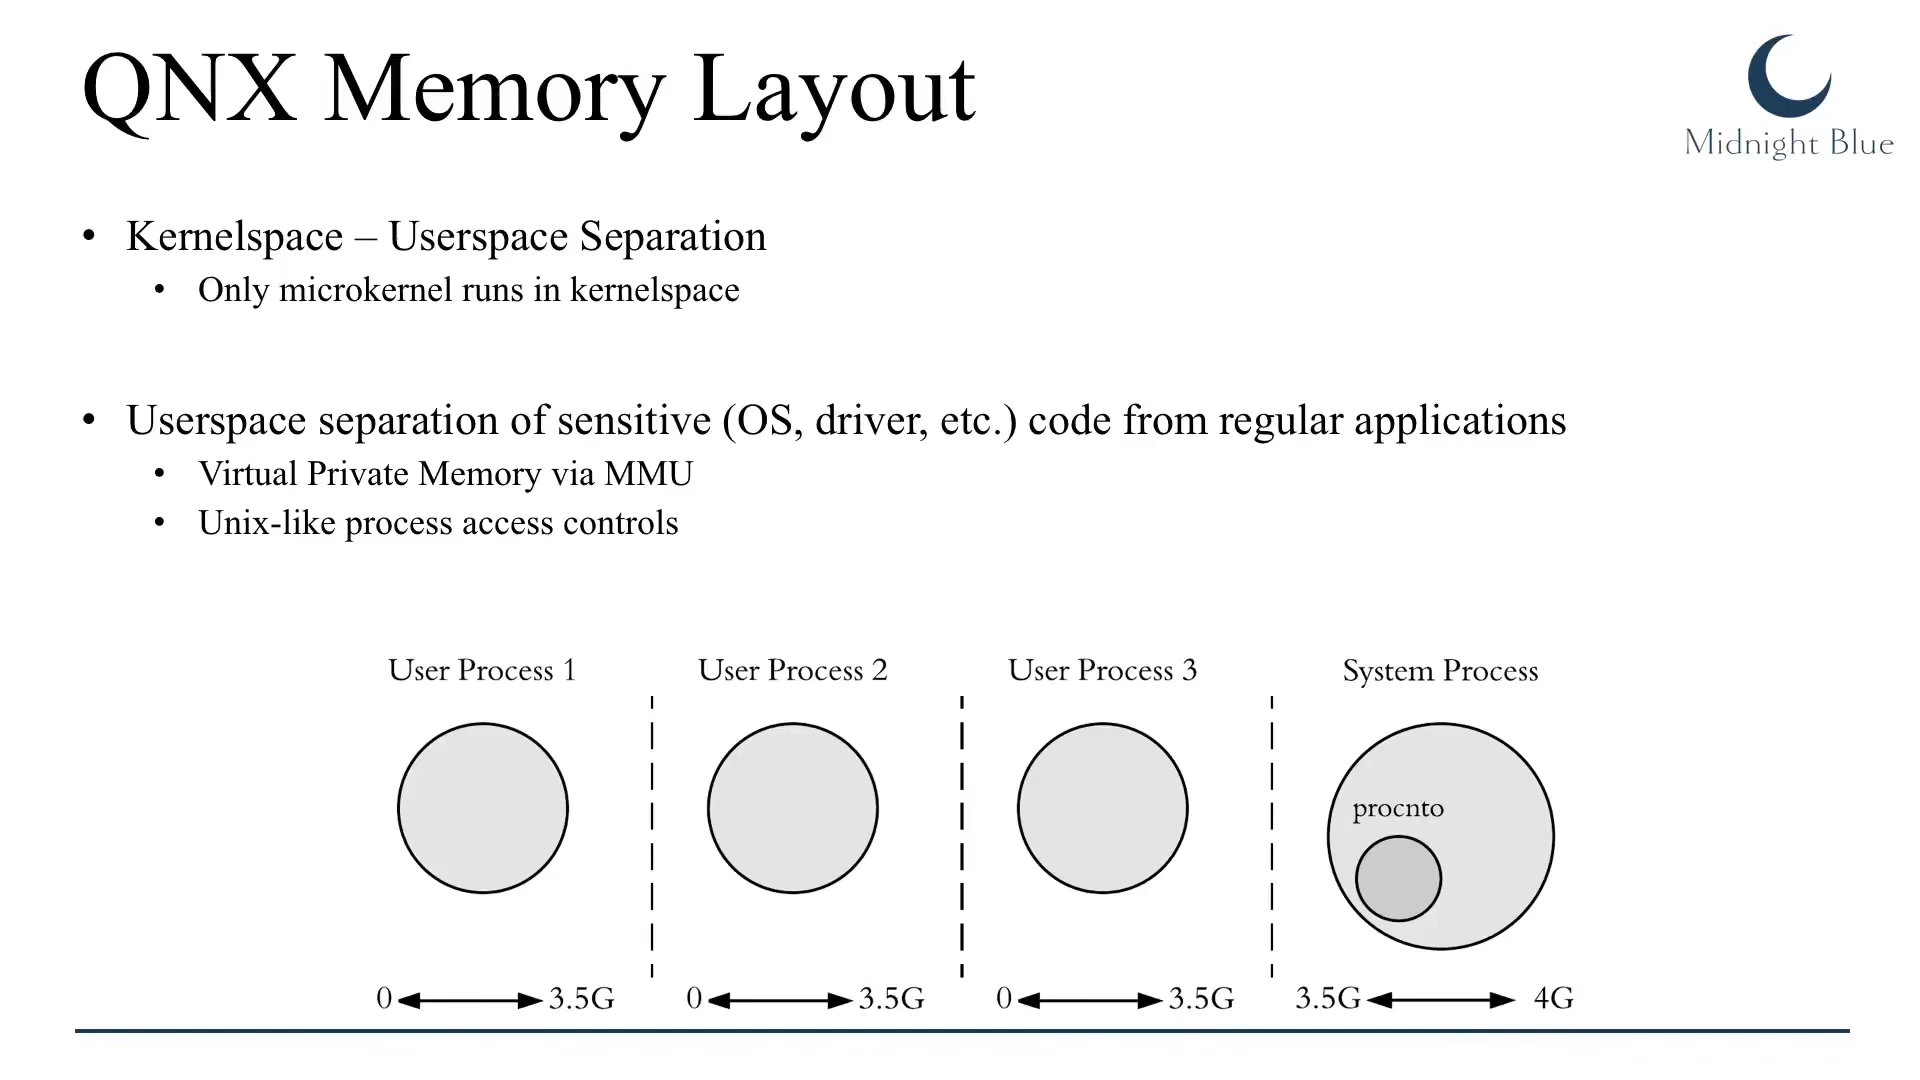 QNX Memory Layout
Midnight Blue
• Kernelspace – Userspace Separation
• Only microkernel runs in kernelspace
• Userspace separation of sensitive (OS, driver, etc.) code from regular applications
• Virtual Private Memory via MMU
• Unix-like process access controls
User Process 1 User Process 2 User Process 3 System Process
procnto
0 3.5G 0 3.5G 0 3.5G 3.5G 4G